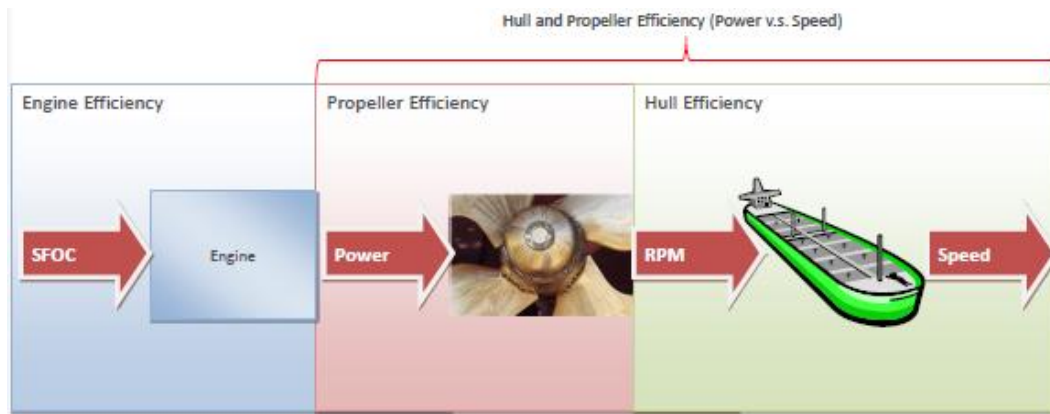 Hull and Propeller Efficiency (Power v.s. Speed)
Engine Efficiency
Propeller Efficiency
Hull Efficiency
SFOC
Engine
Power
RPM
Speed